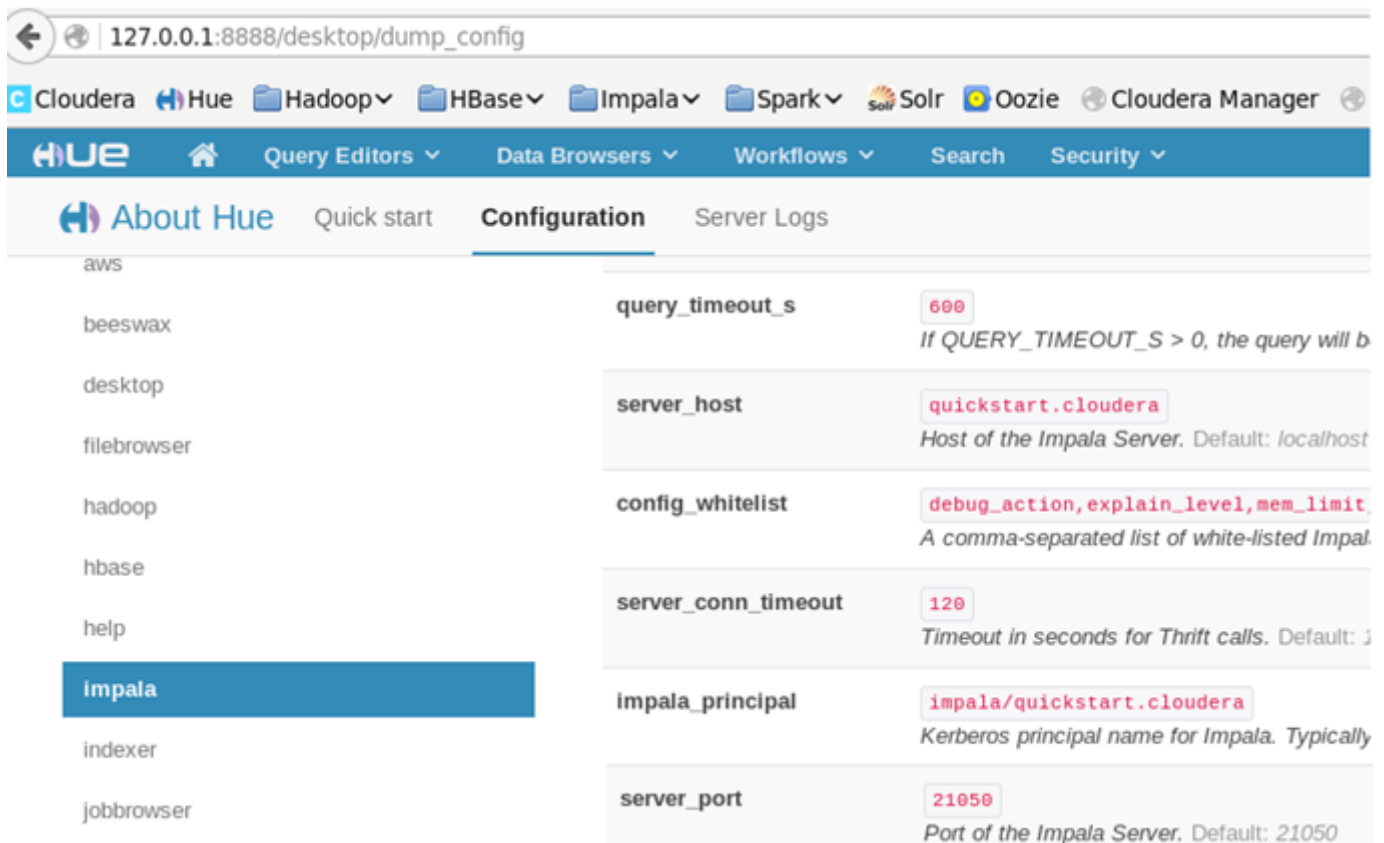 127.0.0.1:8888/desktop/dump_config
Cloudera Hue Hadoop HBase Impala Spark Solr Solr Oozie Cloudera Manager
HUE Query Editors Data Browsers Workflows Search Security
About Hue Quick start Configuration Server Logs
aws
beeswax
desktop
filebrowser
hadoop
hbase
help
impala
indexer
jobbrowser
query_timeout_s 600
If QUERY_TIMEOUT_S > 0, the query will
server_host quickstart.cloudera
Host of the Impala Server. Default: localhost
config_whitelist debug_action,explain_level,mem_limit,
A comma-separated list of white-listed
server_conn_timeout 120
Timeout in seconds for Thrift calls. Default:
impala_principal impala/quickstart.cloudera
Kerberos principal name for Impala. Typically
server_port 21050
Port of the Impala Server. Default: 21050